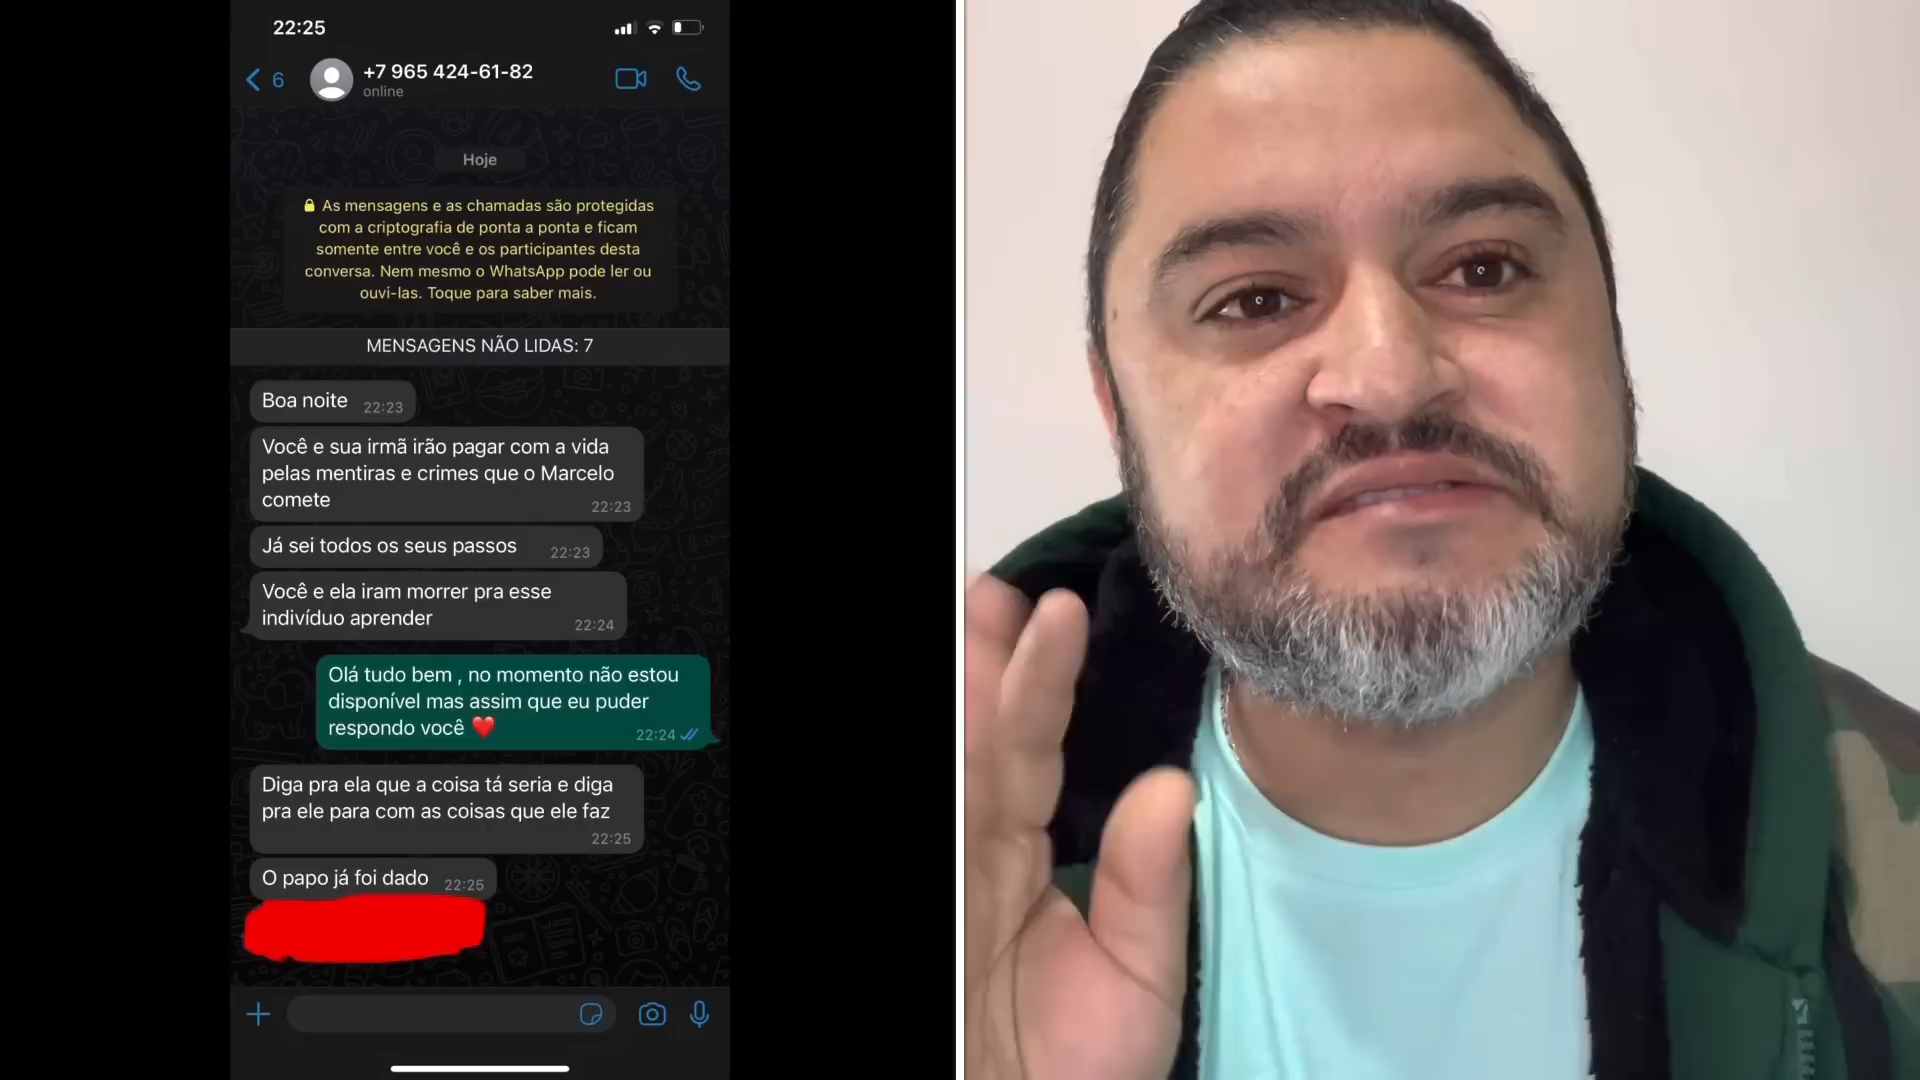 22:25
6
+7 965 424-61-82
online
Hoje
As mensagens e as chamadas são protegidas
com a criptografia de ponta a ponta e ficam
somente entre você e os participantes desta
conversa. Nem mesmo o WhatsApp pode ler ou
ouvi-las. Toque para saber mais.
MENSAGENS NÃO LIDAS: 7
Boa noite 22:23
Você e sua irmã irão pagar com a vida
pelas mentiras e crimes que o Marcelo
comete 22:23
Já sei todos os seus passos 22:23
Você e ela iram morrer pra esse
indivíduo aprender 22:24
Olá tudo bem , no momento não estou
disponível mas assim que eu puder
respondo você ❤️ 22:24
Diga pra ela que a coisa tá seria e diga
pra ele para com as coisas que ele faz
22:25
O papo já foi dado 22:25